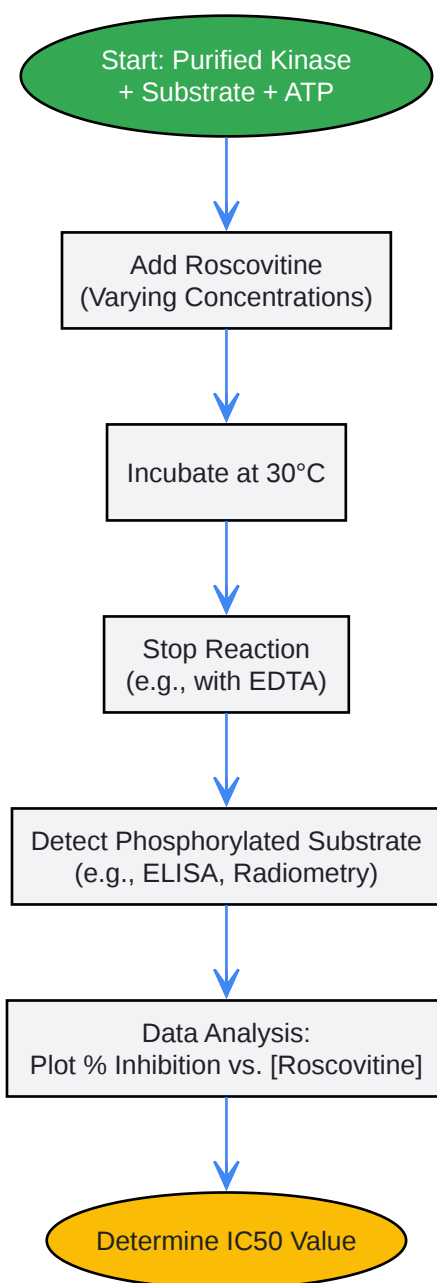 Start: Purified Kinase
+ Substrate + ATP
Add Roscovitine
(Varying Concentrations)
Incubate at 30°C
Stop Reaction
(e.g., with EDTA)
Detect Phosphorylated Substrate
(e.g., ELISA, Radiometry)
Data Analysis:
Plot % Inhibition vs. [Roscovitine]
Determine IC50 Value